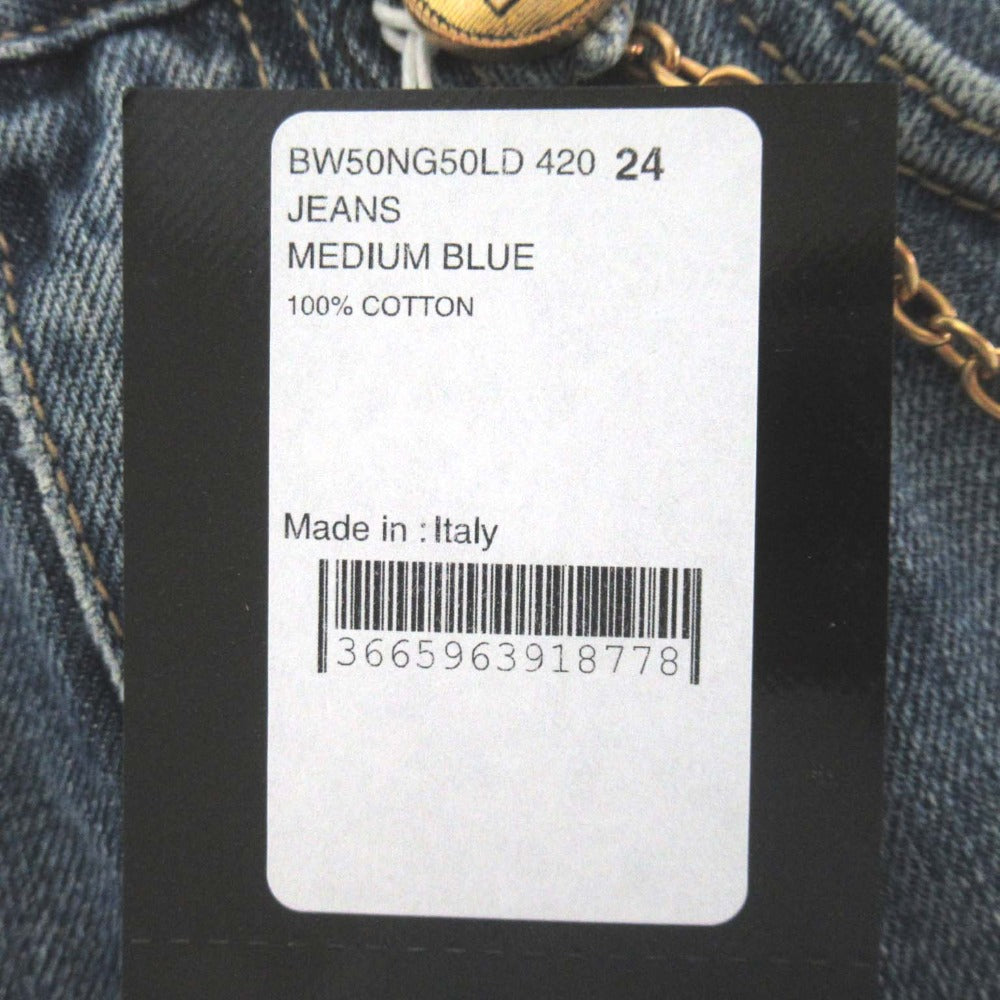 BW50NG50LD 420 24
JEANS
MEDIUM BLUE
100% COTTON
Made in : Italy
3665963918778